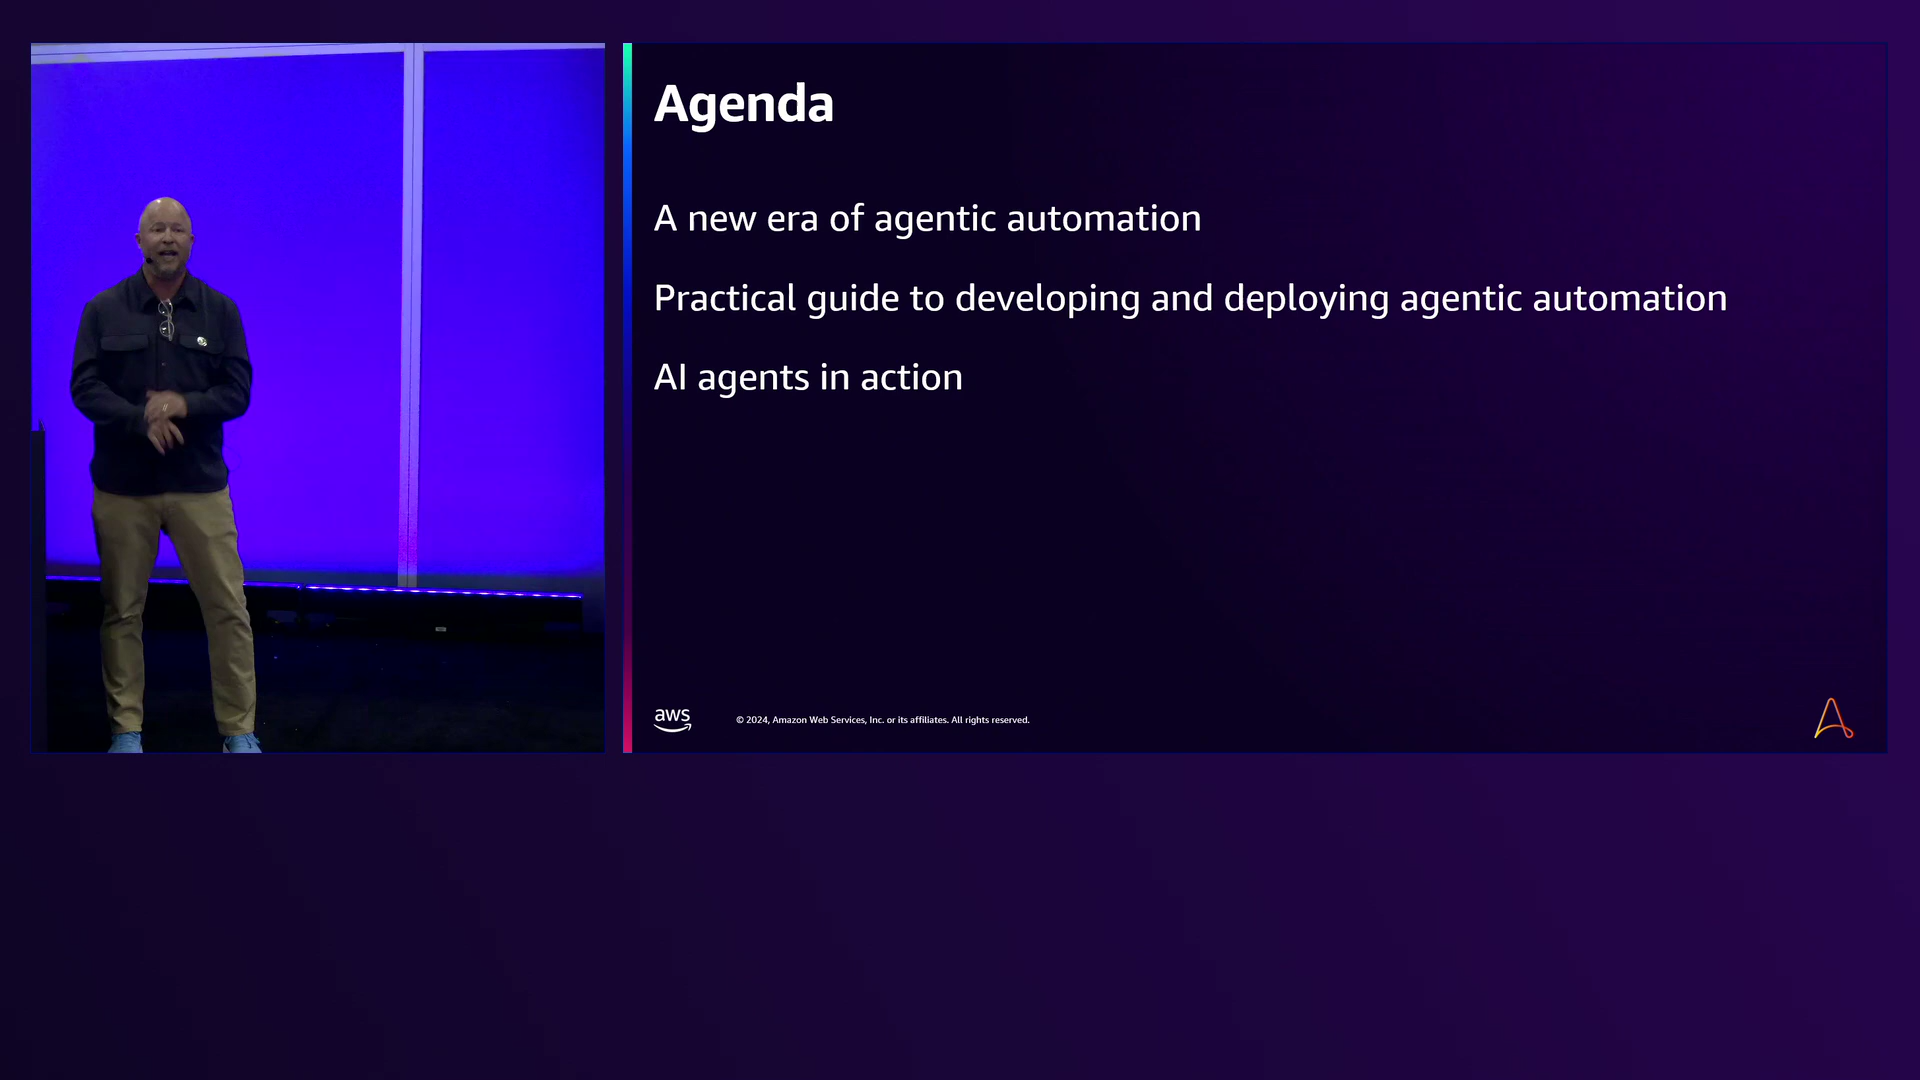 Agenda
A new era of agentic automation
Practical guide to developing and deploying agentic automation
AI agents in action
aws
© 2024, Amazon Web Services, Inc. or its affiliates. All rights reserved.